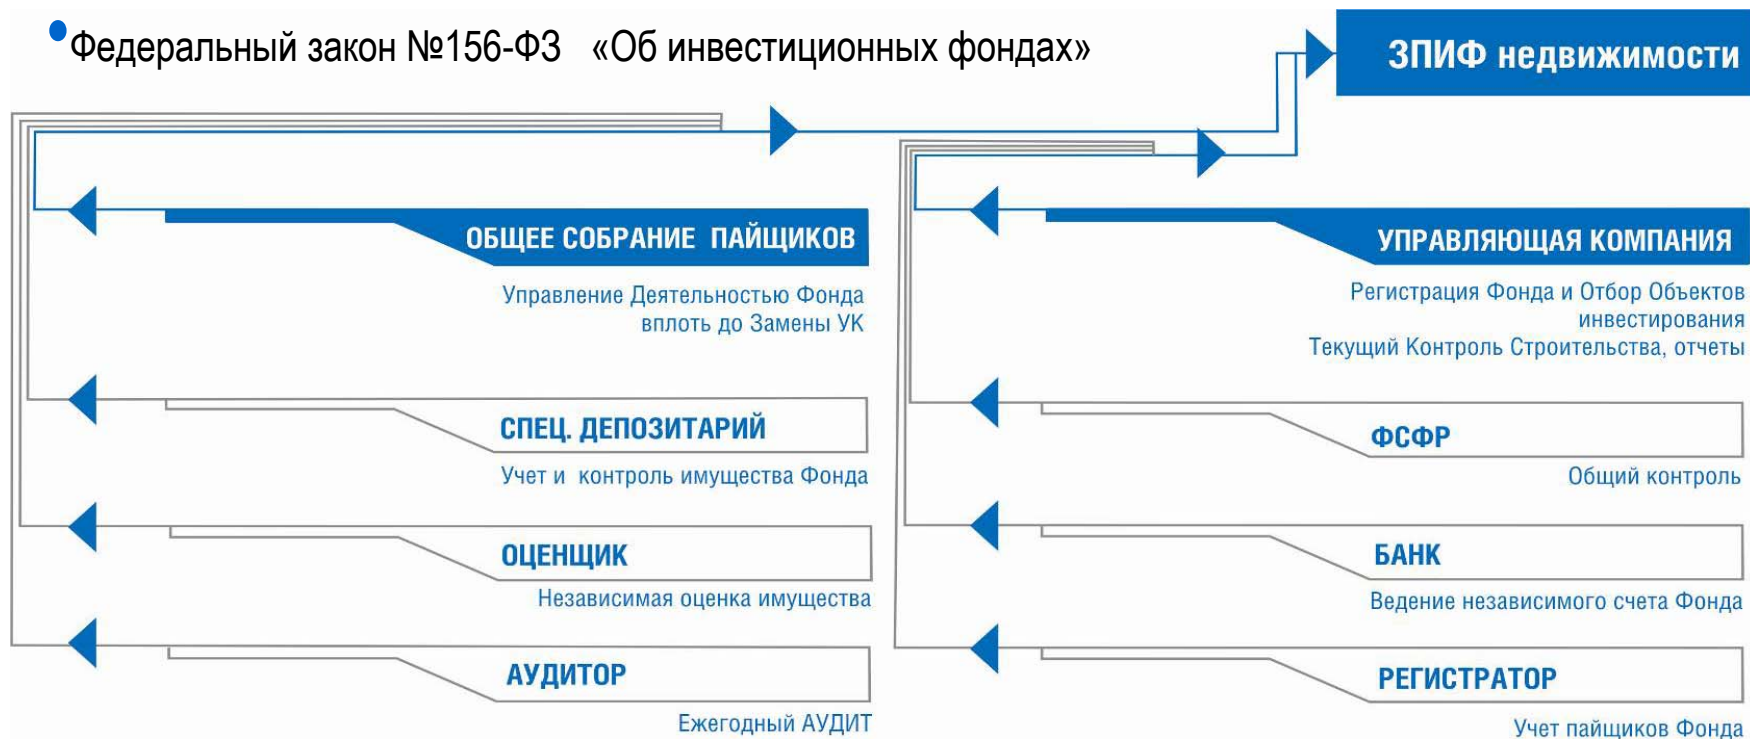 Федеральный закон №156-ФЗ «Об инвестиционных фондах»
ЗПИФ недвижимости
ОБЩЕЕ СОБРАНИЕ ПАЙЩИКОВ
Управление Деятельностью Фонда
вплоть до Замены УК
СПЕЦ. ДЕПОЗИТАРИЙ
Учет и контроль имущества Фонда
ОЦЕНЩИК
Независимая оценка имущества
АУДИТОР
Ежегодный АУДИТ
УПРАВЛЯЮЩАЯ КОМПАНИЯ
Регистрация Фонда и Отбор Объектов
инвестирования
Текущий Контроль Строительства, отчеты
ФСФР
Общий контроль
БАНК
Ведение независимого счета Фонда
РЕГИСТРАТОР
Учет пайщиков Фонда